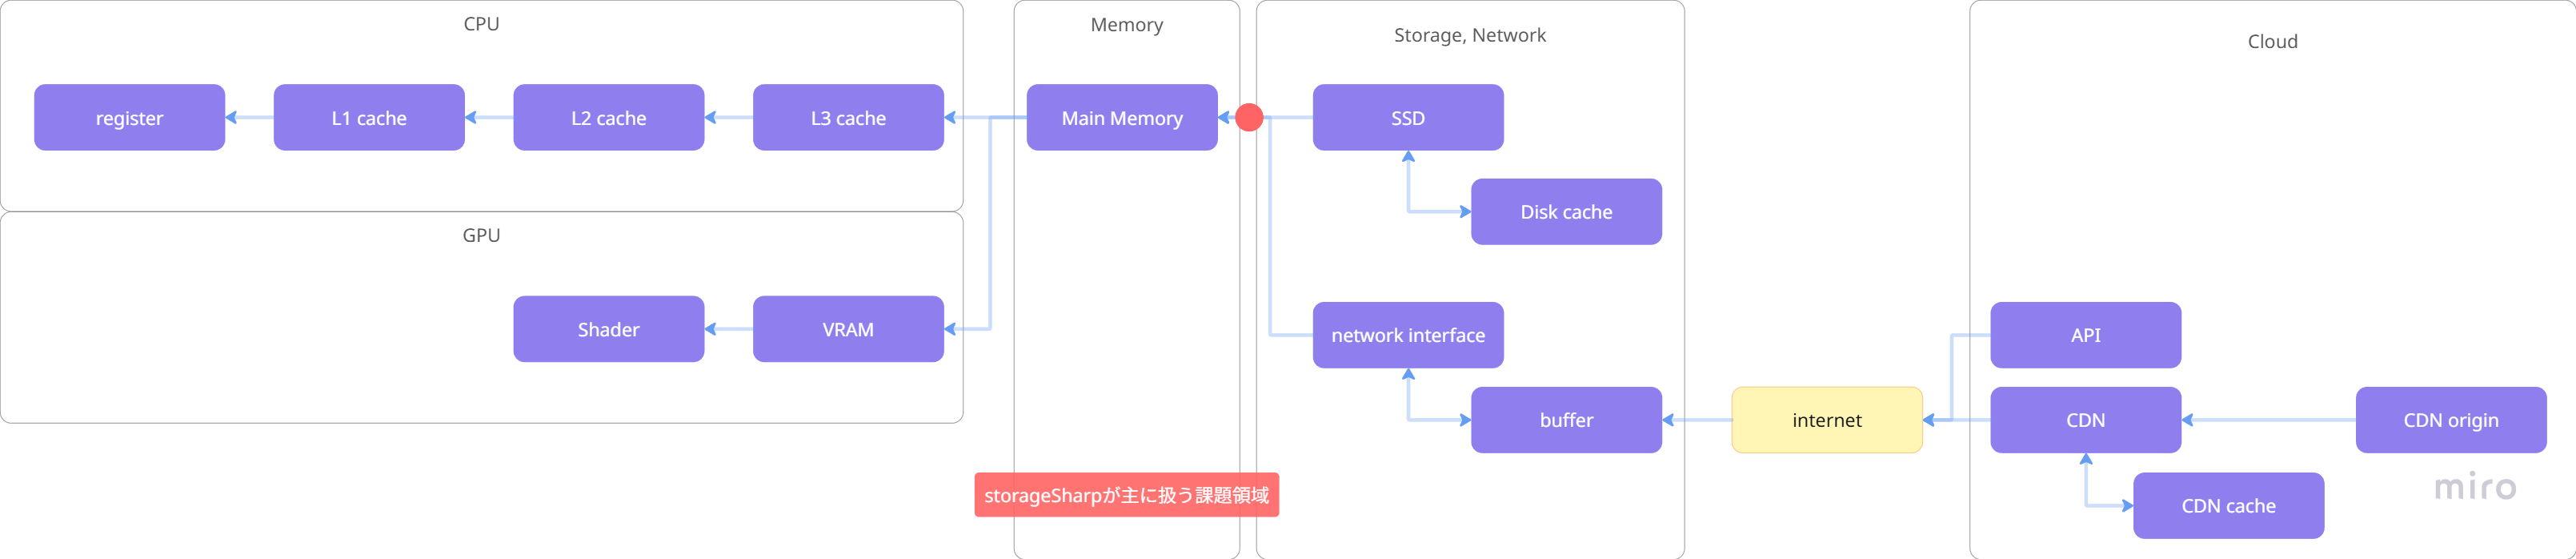 CPU
register
L1 cache
L2 cache
L3 cache
GPU
Shader
VRAM
Memory
Main Memory
Storage, Network
SSD
Disk cache
network interface
buffer
internet
Cloud
API
CDN
CDN origin
CDN cache
storageSharpが主に扱う課題領域
miro